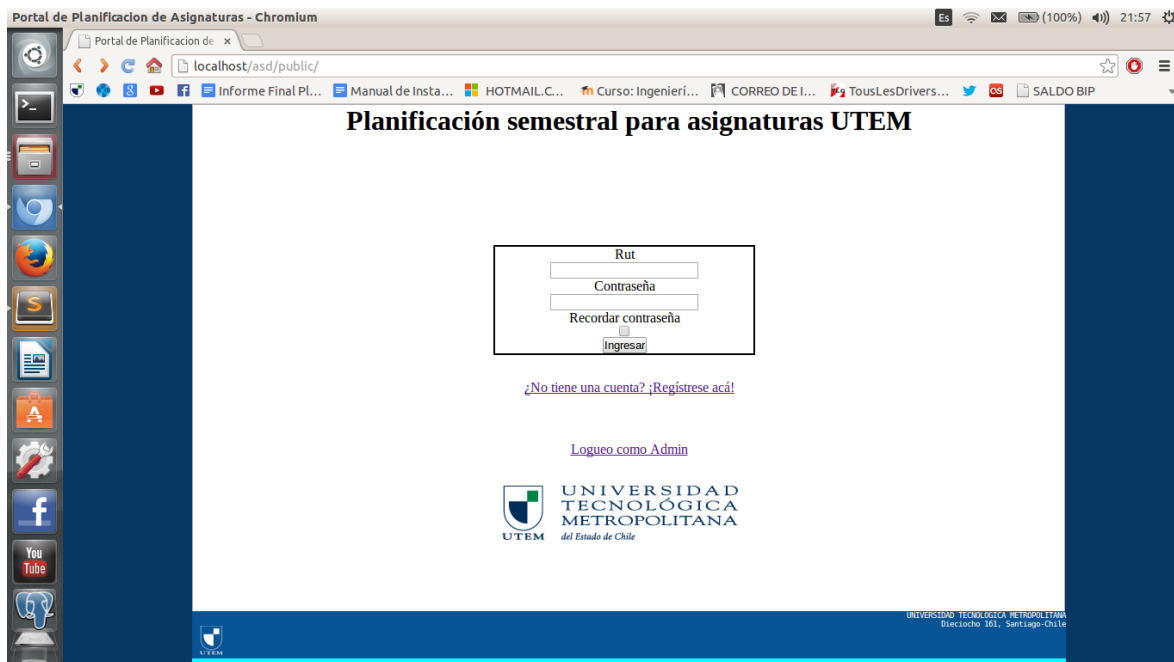 Portal de Planificacion de Asignaturas - Chromium
Es
(100%)
21:57
Portal de Planificacion de
localhost/asd/public/
Informe Final Pl...
Manual de Insta...
HOTMAIL.C...
Curso: Ingenierí...
CORREO DE I...
TousLesDrivers...
SALDO BIP
Planificación semestral para asignaturas UTEM
Rut
Contraseña
Recordar contraseña
Ingresar
¿No tiene una cuenta? ¡Regístrese acá!
Logueo como Admin
UNIVERSIDAD
TECNOLÓGICA
METROPOLITANA
del Estado de Chile
UTEM
You
Tube
UNIVERSIDAD TECNOLOGICA METROPOLITANA
Dieciocho 161, Santiago-Chile
UTEM